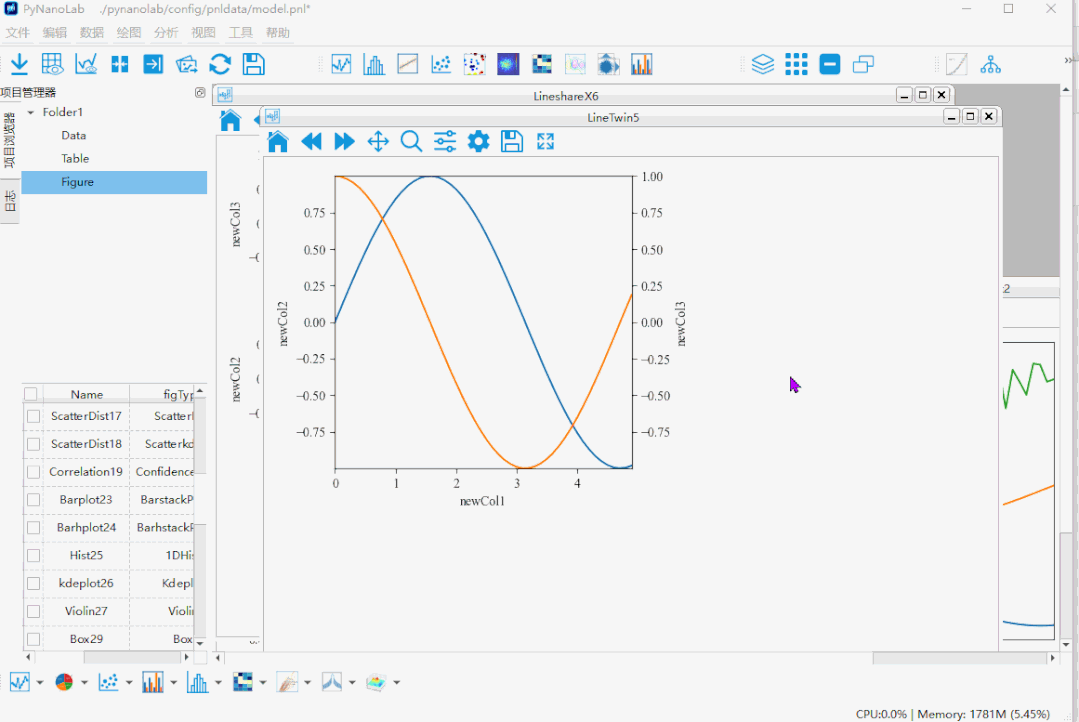 PyNanoLab ./pynanolab/config/pnldata/model.pnl*
文件 编辑 数据 绘图 分析 视图 工具 帮助
项目管理器
项目浏览器
日志
Folder1
Data
Table
Figure
LineshareX6
LineTwin5
newCol3
newCol2
0.75
0.50
0.25
0.00
−0.25
−0.50
−0.75
newCol2
1.00
0.75
0.50
0.25
0.00
−0.25
−0.50
−0.75
newCol3
0 1 2 3 4
newCol1
Name figTyp
ScatterDist17 Scatter
ScatterDist18 Scatterkd
Correlation19 Confidence
Barplot23 BarstackP
Barhplot24 Barhstack
Hist25 1DHis
kdeplot26 Kdepl
Violin27 Violi
Box29 Box
CPU:0.0% | Memory: 1781M (5.45%)